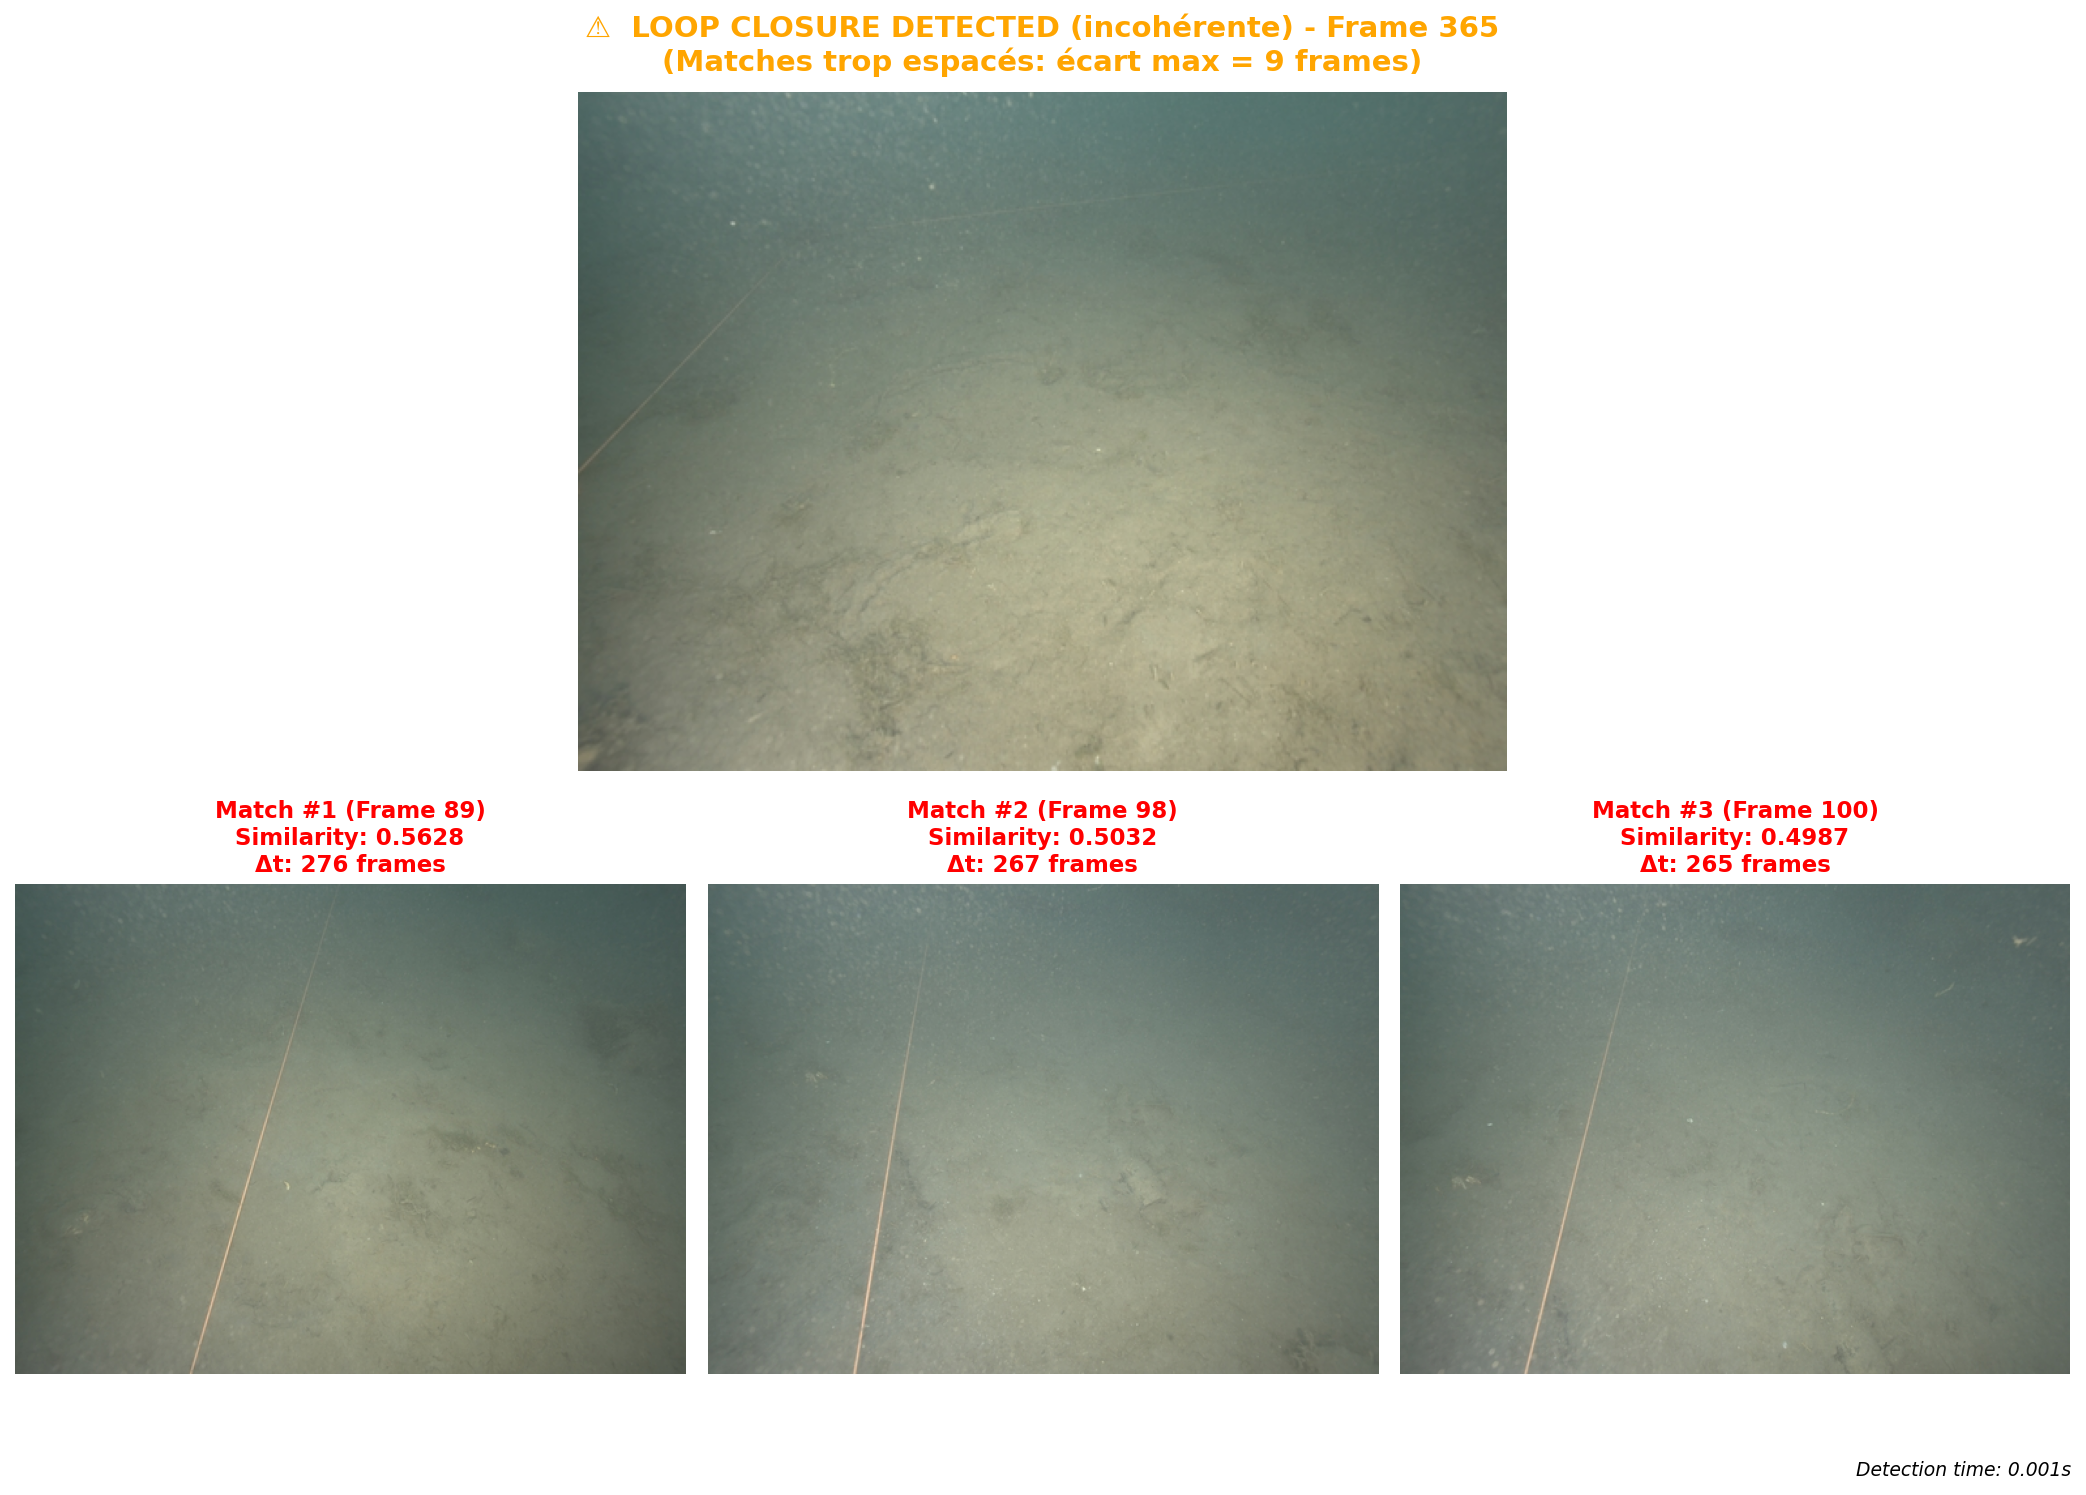 ⚠ LOOP CLOSURE DETECTED (incohérente) - Frame 365
(Matches trop espacés: écart max = 9 frames)
Match #1 (Frame 89)
Similarity: 0.5628
Δt: 276 frames
Match #2 (Frame 98)
Similarity: 0.5032
Δt: 267 frames
Match #3 (Frame 100)
Similarity: 0.4987
Δt: 265 frames
Detection time: 0.001s